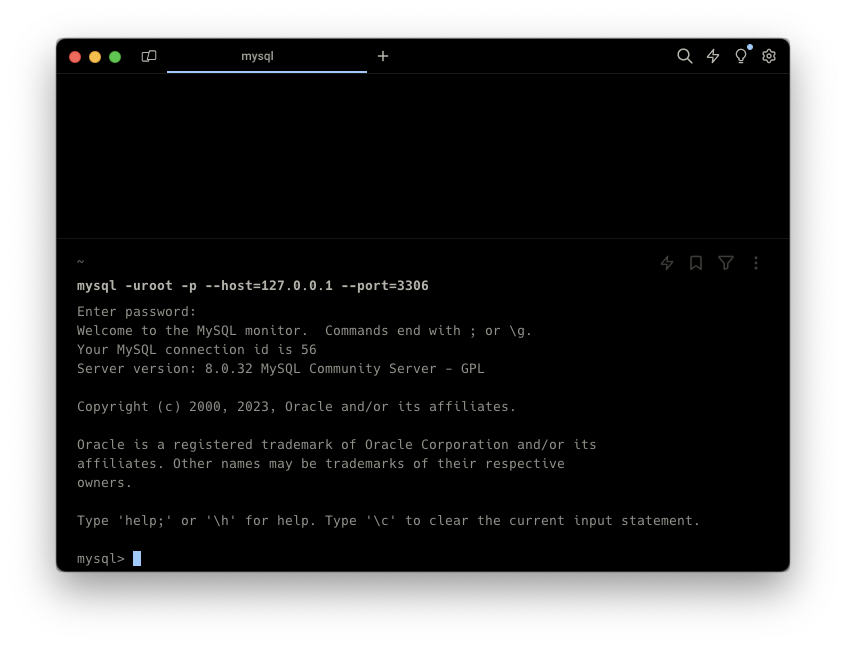 mysql
~
mysql -uroot -p --host=127.0.0.1 --port=3306
Enter password:
Welcome to the MySQL monitor.  Commands end with ; or \g.
Your MySQL connection id is 56
Server version: 8.0.32 MySQL Community Server - GPL
Copyright (c) 2000, 2023, Oracle and/or its affiliates.
Oracle is a registered trademark of Oracle Corporation and/or its
affiliates. Other names may be trademarks of their respective
owners.
Type 'help;' or '\h' for help. Type '\c' to clear the current input statement.
mysql>